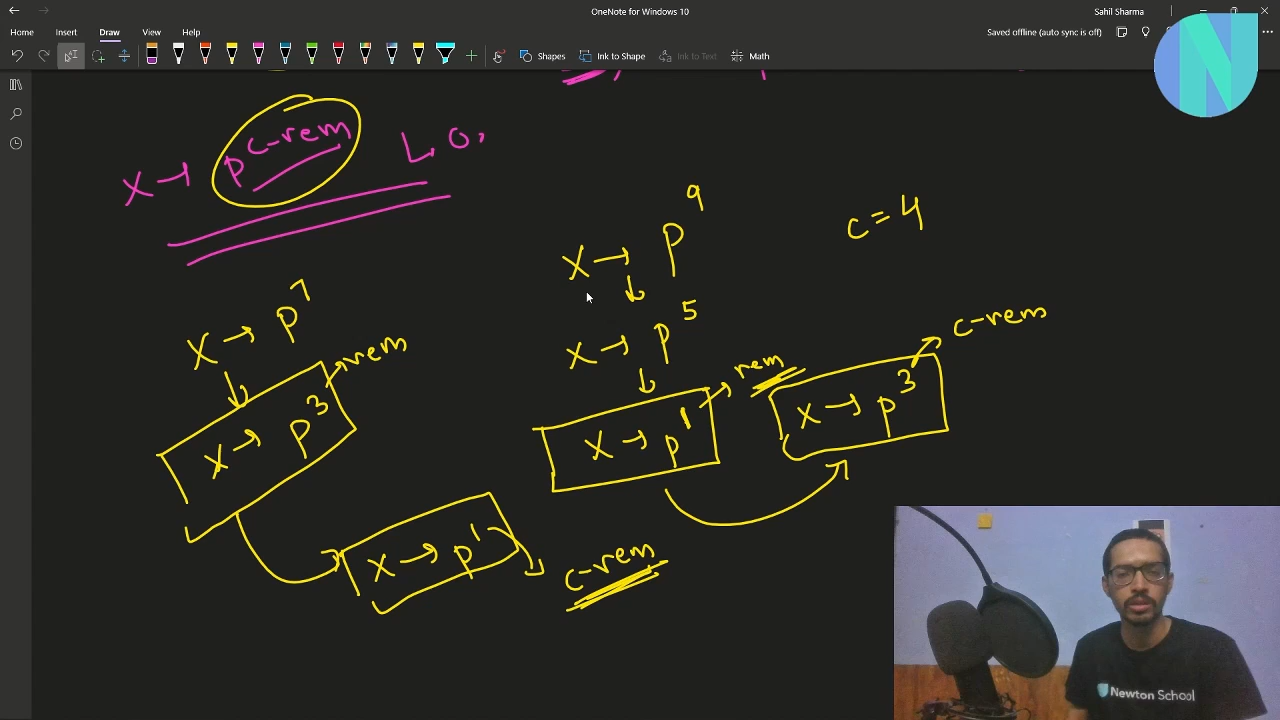 OneNote for Windows 10
Sahil Sharma
Home Insert Draw View Help
Saved offline (auto sync is off)
Shapes Ink to Shape Ink to Text Math
X → p^c-rem ↳ 0,
X → p^9
c = 4
X → p^7
X → p^5
c-rem
rem
rem
X → p^3
X → p^3
X → p^1
X → p^1
c-rem
Newton School